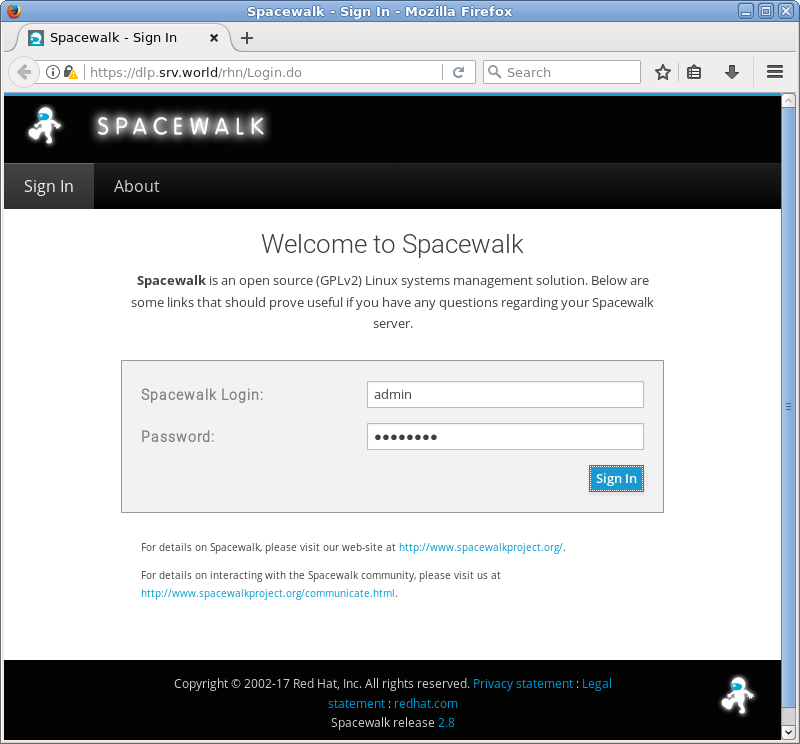 Spacewalk - Sign In - Mozilla Firefox
Spacewalk - Sign In
https://dlp.srv.world/rhn/Login.do
Search
SPACEWALK
Sign In
About
Welcome to Spacewalk
Spacewalk is an open source (GPLv2) Linux systems management solution. Below are
some links that should prove useful if you have any questions regarding your Spacewalk
server.
Spacewalk Login:
admin
Password:
●●●●●●●●
Sign In
For details on Spacewalk, please visit our web-site at http://www.spacewalkproject.org/.
For details on interacting with the Spacewalk community, please visit us at
http://www.spacewalkproject.org/communicate.html.
Copyright © 2002-17 Red Hat, Inc. All rights reserved. Privacy statement : Legal
statement : redhat.com
Spacewalk release 2.8